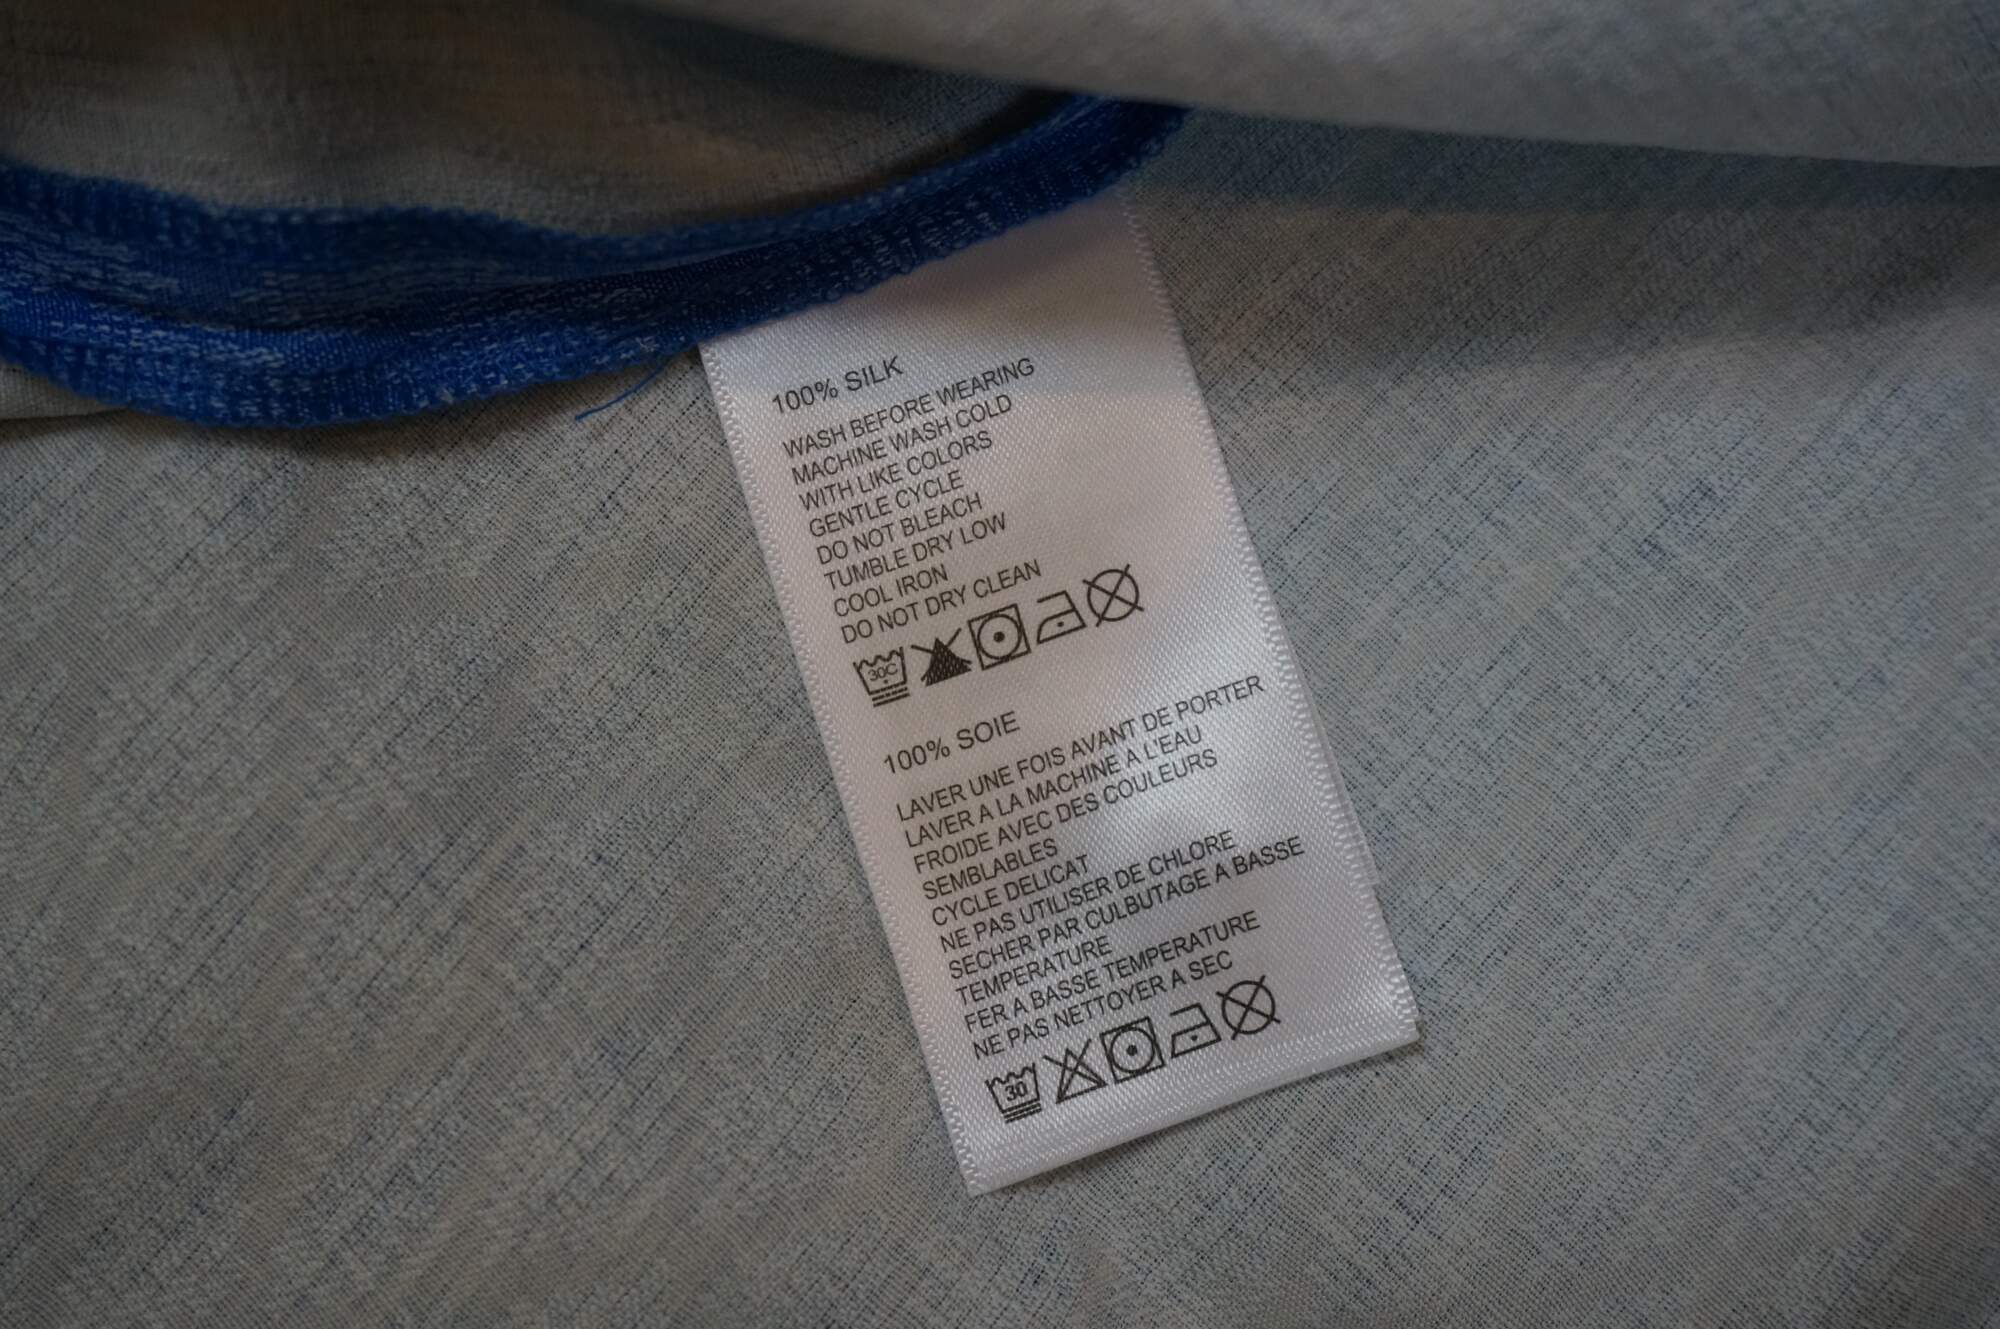 100% SILK
WASH BEFORE WEARING
MACHINE WASH COLD
WITH LIKE COLORS
GENTLE CYCLE
DO NOT BLEACH
TUMBLE DRY LOW
COOL IRON
DO NOT DRY CLEAN
30C
100% SOIE
LAVER UNE FOIS AVANT DE PORTER
LAVER A LA MACHINE A L'EAU
FROIDE AVEC DES COULEURS
SEMBLABLES
CYCLE DELICAT
NE PAS UTILISER DE CHLORE
SECHER PAR CULBUTAGE A BASSE
TEMPERATURE
FER A BASSE TEMPERATURE
NE PAS NETTOYER A SEC
30